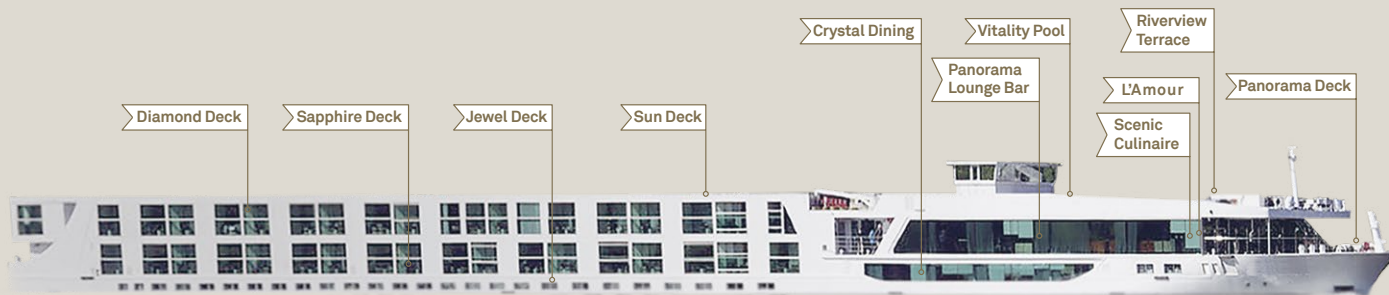 Diamond Deck
Sapphire Deck
Jewel Deck
Sun Deck
Crystal Dining
Panorama
Lounge Bar
Vitality Pool
Riverview
Terrace
L'Amour
Scenic
Culinaire
Panorama Deck